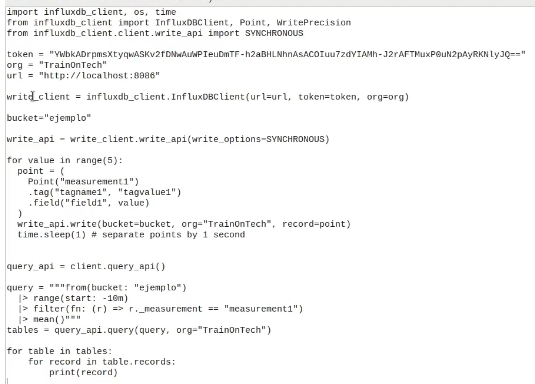 import influxdb_client, os, time
from influxdb_client import InfluxDBClient, Point, WritePrecision
from influxdb_client.client.write_api import SYNCHRONOUS
token = "YWbkADrpmsXtyqwASKv2fDNwAuWPIeuDmTF-h2aBHLNhnAsACOIuu7zdYIAMh-J2rAFTMuxP0uN2pAyRKNlyJQ=="
org = "TrainOnTech"
url = "http://localhost:8086"
write_client = influxdb_client.InfluxDBClient(url=url, token=token, org=org)
bucket="ejemplo"
write_api = write_client.write_api(write_options=SYNCHRONOUS)
for value in range(5):
  point = (
    Point("measurement1")
    .tag("tagname1", "tagvalue1")
    .field("field1", value)
  )
  write_api.write(bucket=bucket, org="TrainOnTech", record=point)
  time.sleep(1) # separate points by 1 second
query_api = client.query_api()
query = """from(bucket: "ejemplo")
  |> range(start: -10m)
  |> filter(fn: (r) => r._measurement == "measurement1")
  |> mean()"""
tables = query_api.query(query, org="TrainOnTech")
for table in tables:
    for record in table.records:
        print(record)